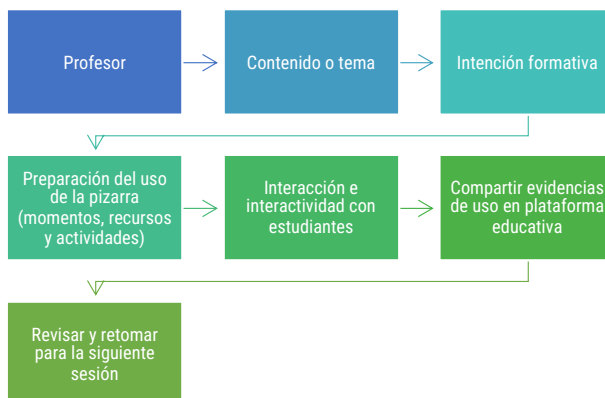 Profesor
Contenido o tema
Intención formativa
Preparación del uso
de la pizarra
(momentos, recursos
y actividades)
Interacción e
interactividad con
estudiantes
Compartir evidencias
de uso en plataforma
educativa
Revisar y retomar
para la siguiente
sesión